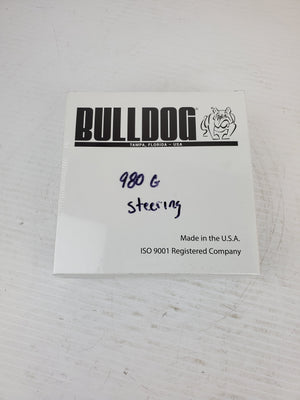 BULLDOG
TAMPA, FLORIDA • USA
980 G
steering
Made in the U.S.A.
ISO 9001 Registered Company